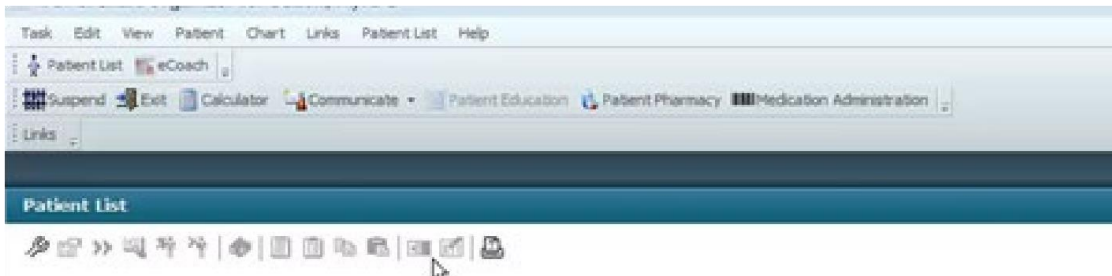 Task Edit View Patient Chart Links Patient List Help
Patient List eCoach
Suspend Exit Calculator Communicate Patient Education Patient Pharmacy Medication Administration
Links
Patient List